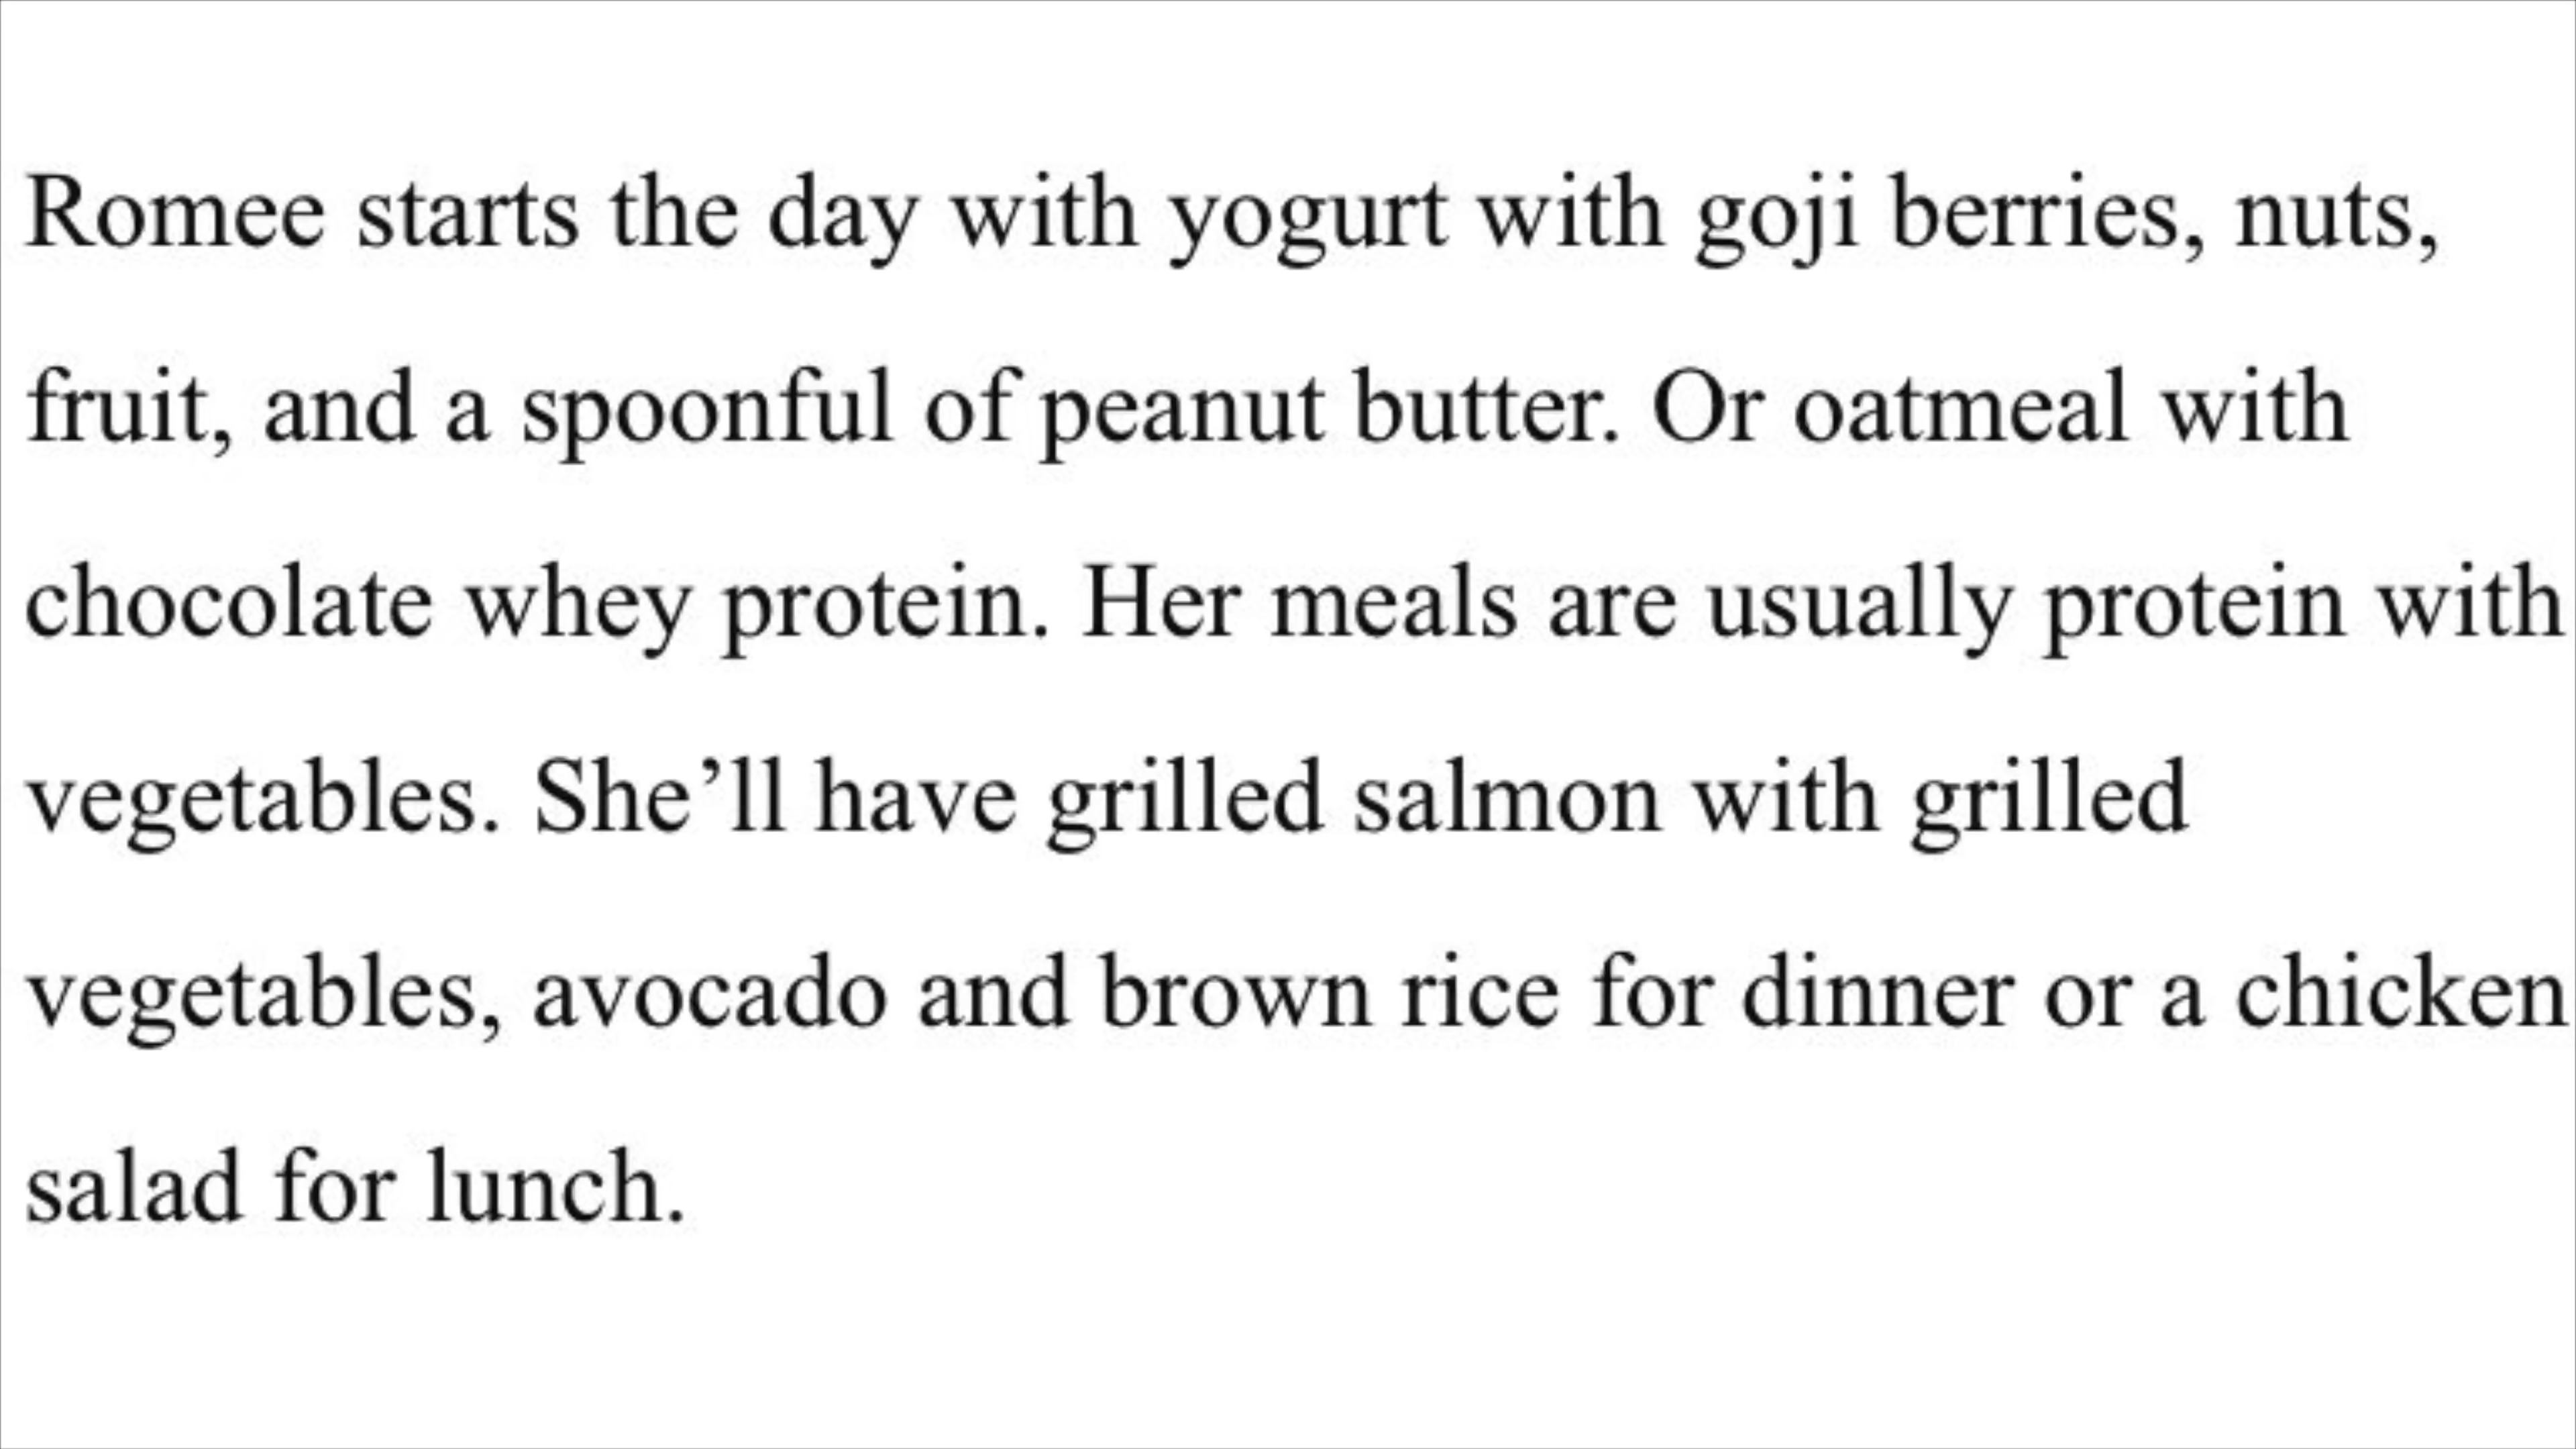 Romee starts the day with yogurt with goji berries, nuts,
fruit, and a spoonful of peanut butter. Or oatmeal with
chocolate whey protein. Her meals are usually protein with
vegetables. She’ll have grilled salmon with grilled
vegetables, avocado and brown rice for dinner or a chicken
salad for lunch.